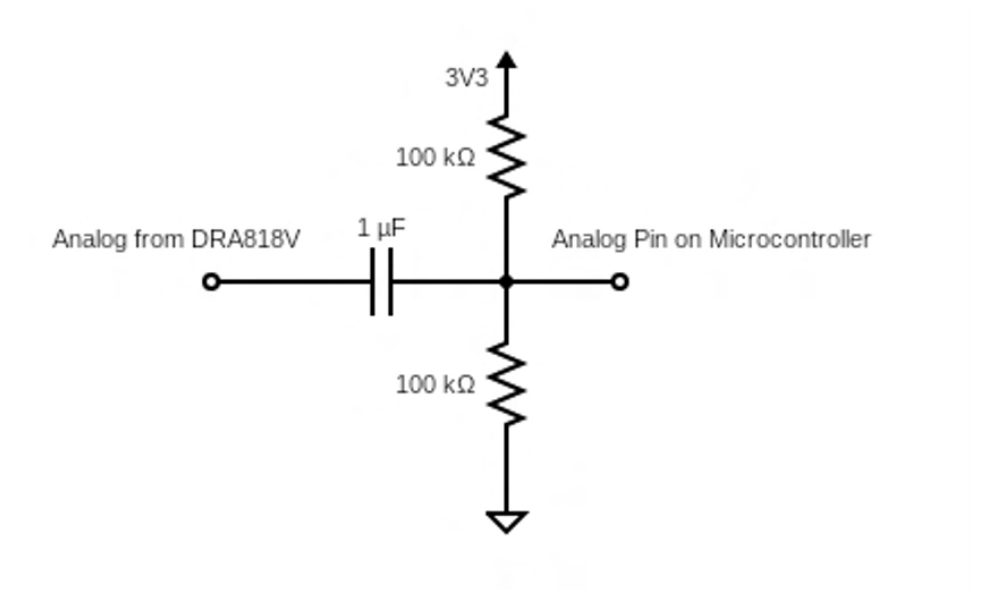 3V3
100 kΩ
1 µF
Analog from DRA818V
Analog Pin on Microcontroller
100 kΩ